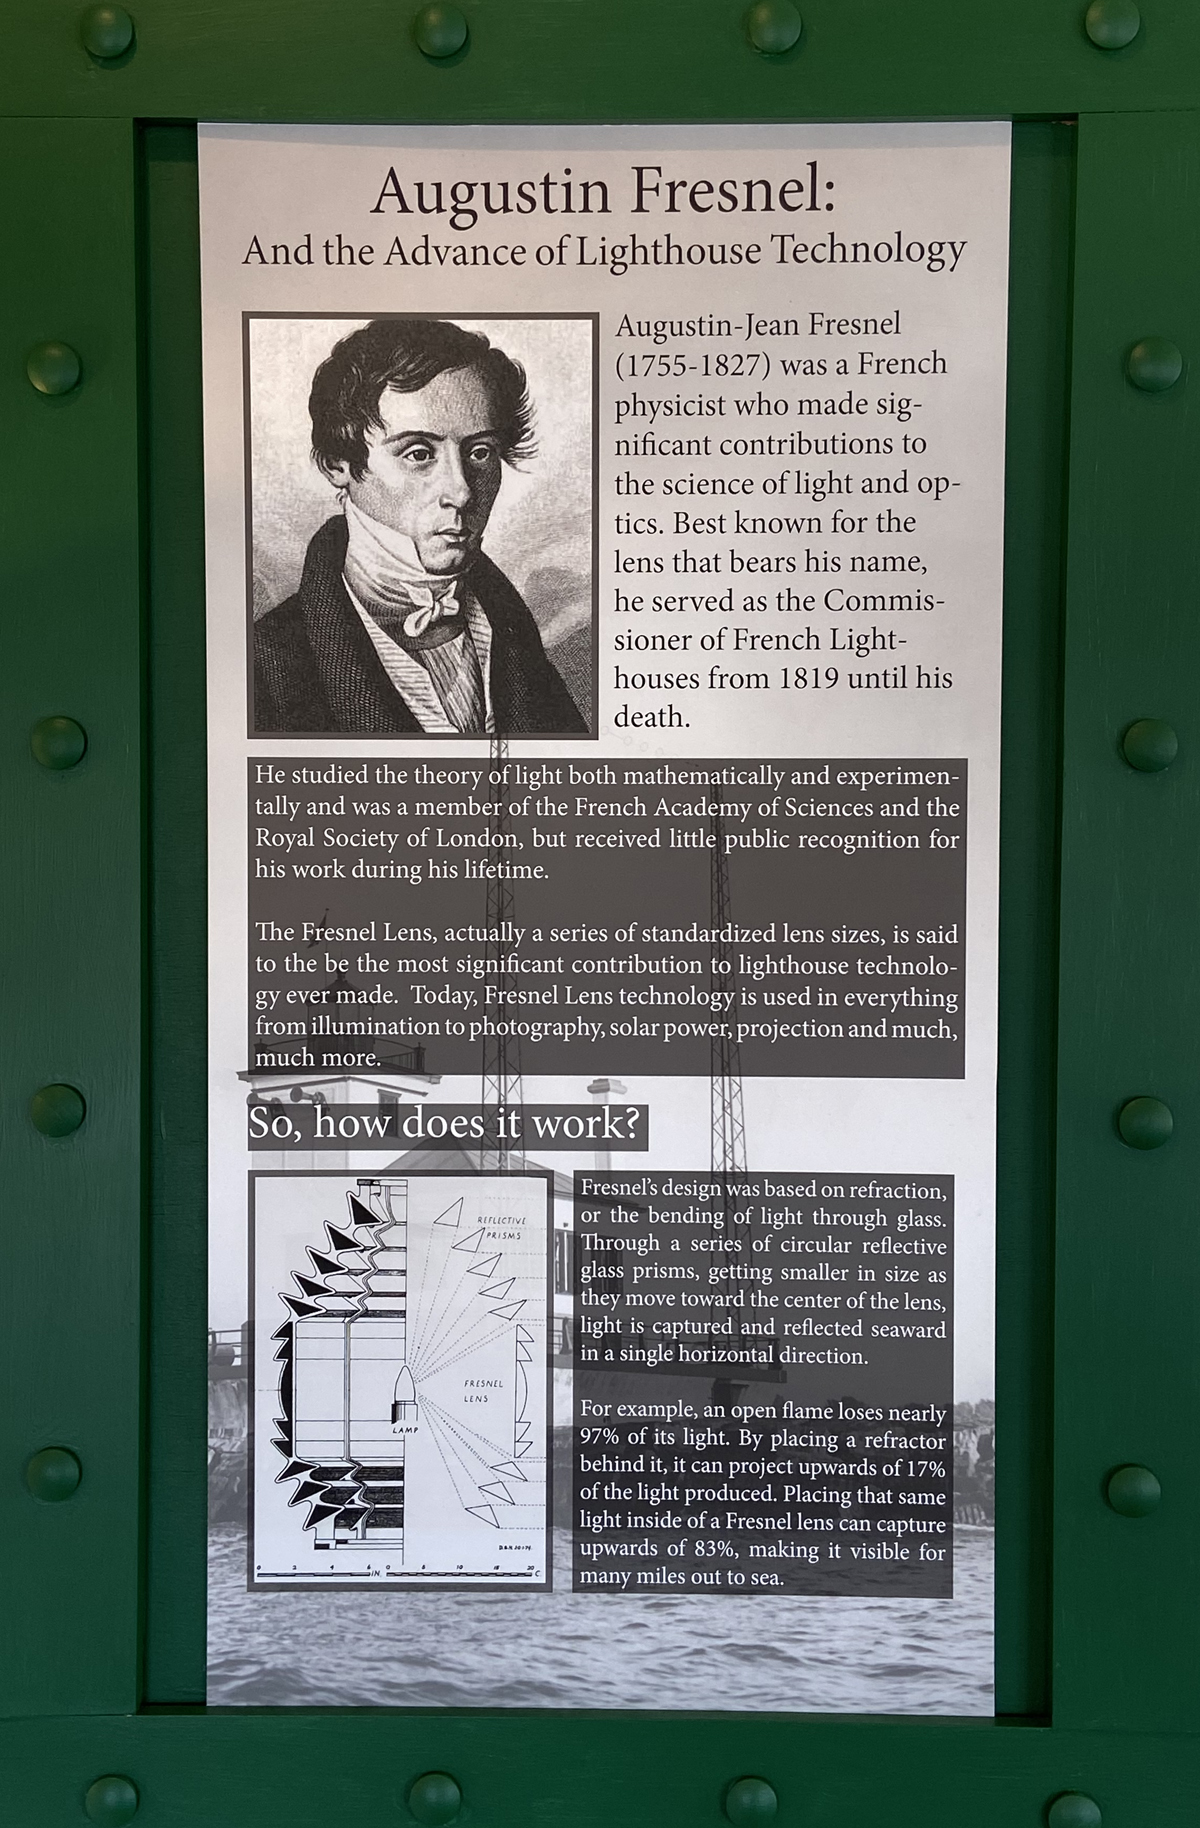 Augustin Fresnel:
And the Advance of Lighthouse Technology
Augustin-Jean Fresnel
(1755-1827) was a French
physicist who made sig-
nificant contributions to
the science of light and op-
tics. Best known for the
lens that bears his name,
he served as the Commis-
sioner of French Light-
houses from 1819 until his
death.
He studied the theory of light both mathematically and experimen-
tally and was a member of the French Academy of Sciences and the
Royal Society of London, but received little public recognition for
his work during his lifetime.
The Fresnel Lens, actually a series of standardized lens sizes, is said
to the be the most significant contribution to lighthouse technolo-
gy ever made. Today, Fresnel Lens technology is used in everything
from illumination to photography, solar power, projection and much,
much more.
So, how does it work?
REFLECTIVE
PRISMS
FRESNEL
LENS
LAMP
0 2 4 6 IN. 0 5 10 15 20 C.
Fresnel's design was based on refraction,
or the bending of light through glass.
Through a series of circular reflective
glass prisms, getting smaller in size as
they move toward the center of the lens,
light is captured and reflected seaward
in a single horizontal direction.
For example, an open flame loses nearly
97% of its light. By placing a refractor
behind it, it can project upwards of 17%
of the light produced. Placing that same
light inside of a Fresnel lens can capture
upwards of 83%, making it visible for
many miles out to sea.